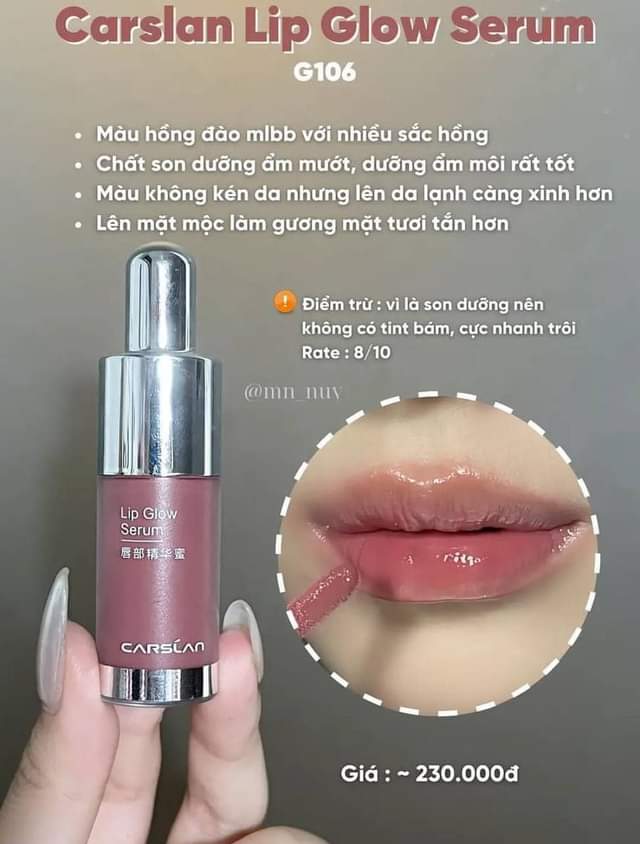 Carslan Lip Glow Serum
G106
• Màu hồng đào mlbb với nhiều sắc hồng
• Chất son dưỡng ẩm mướt, dưỡng ẩm môi rất tốt
• Màu không kén da nhưng lên da lạnh càng xinh hơn
• Lên mặt mộc làm gương mặt tươi tắn hơn
Điểm trừ : vì là son dưỡng nên
không có tint bám, cực nhanh trôi
Rate : 8/10
@mn_nuy
Lip Glow
Serum
唇部精华蜜
CARSLAN
Giá : ~ 230.000đ